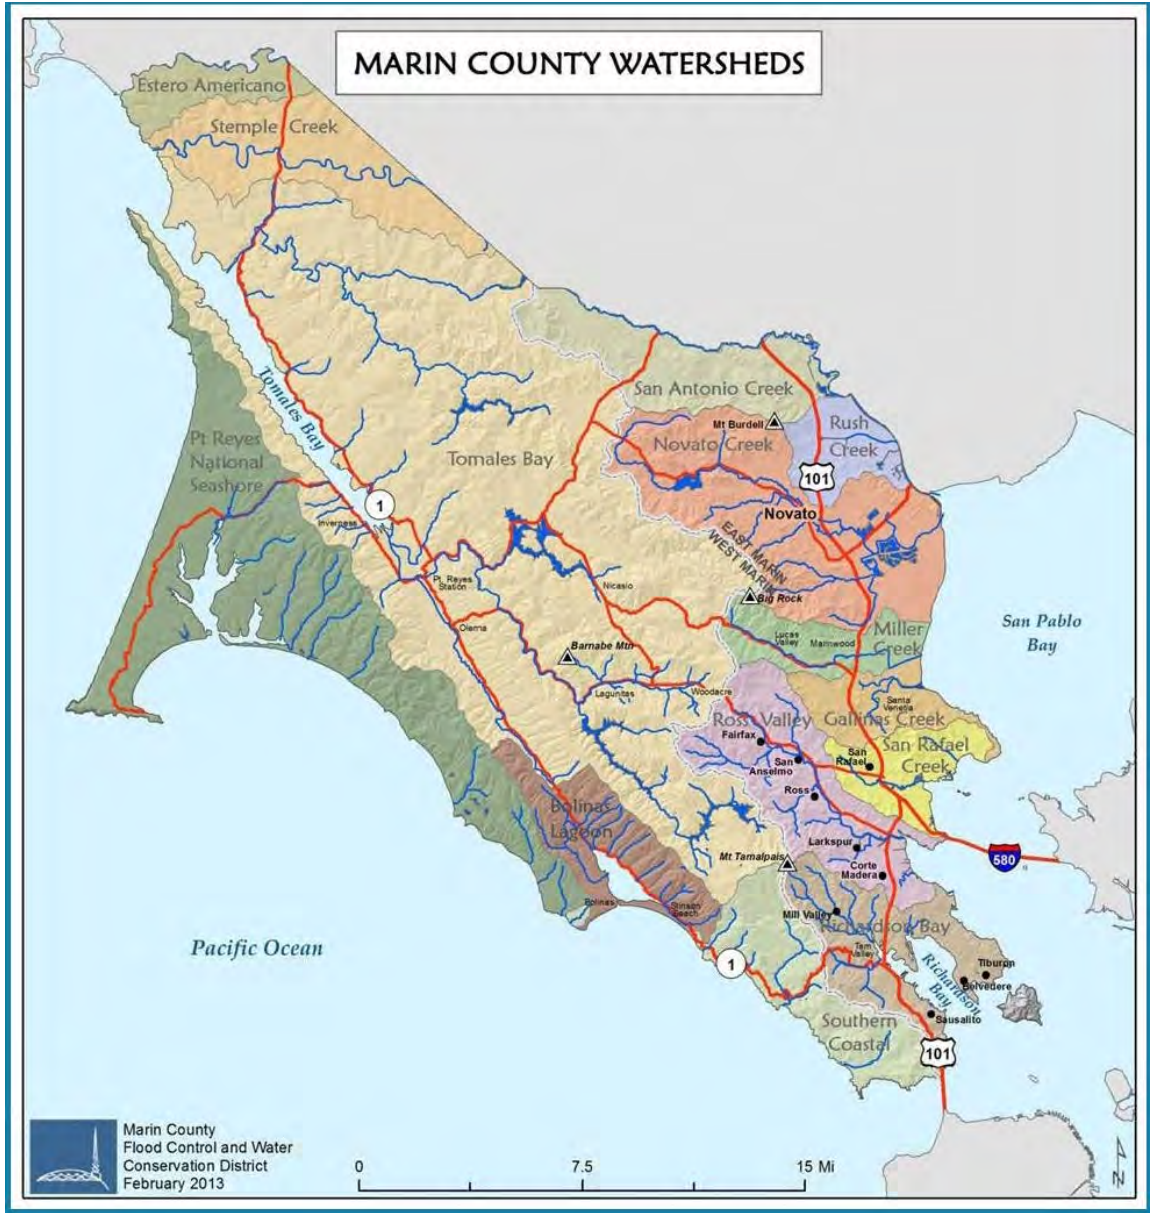 MARIN COUNTY WATERSHEDS
Estero Americano
Stemple Creek
Tomales Bay
San Antonio Creek
Mt Burdell
Rush
Creek
Novato Creek
Pt Reyes
National
Seashore
Tomales Bay
101
1
Novato
Inverness
EAST MARIN
WEST MARIN
Pt. Reyes
Station
Nicasio
Big Rock
San Pablo
Bay
Olema
Miller
Creek
Lucas
Valley
Marinwood
Barnabe Mtn
Lagunitas
Woodacre
Santa
Venetia
Ross Valley
Gallinas Creek
Fairfax
San Rafael
Creek
San
Rafael
San
Anselmo
Ross
Bolinas
Lagoon
Larkspur
Mt Tamalpais
Corte
Madera
580
Bolinas
Stinson
Beach
Mill Valley
Richardson Bay
Pacific Ocean
Tam
Valley
1
Richardson
Bay
Tiburon
Belvedere
Sausalito
Southern
Coastal
101
Marin County
Flood Control and Water
Conservation District
February 2013
0 7.5 15 Mi
N